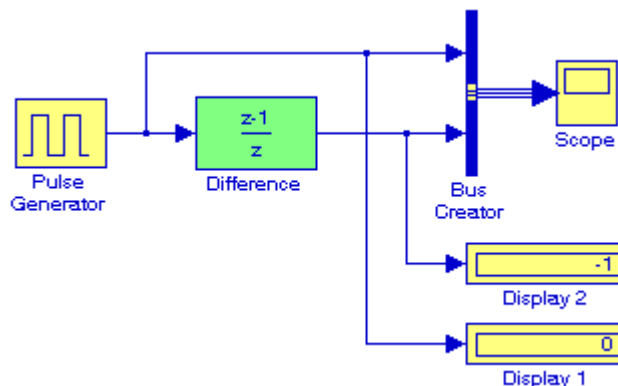 z-1
z
Pulse
Generator
Difference
Bus
Creator
Scope
-1
Display 2
0
Display 1